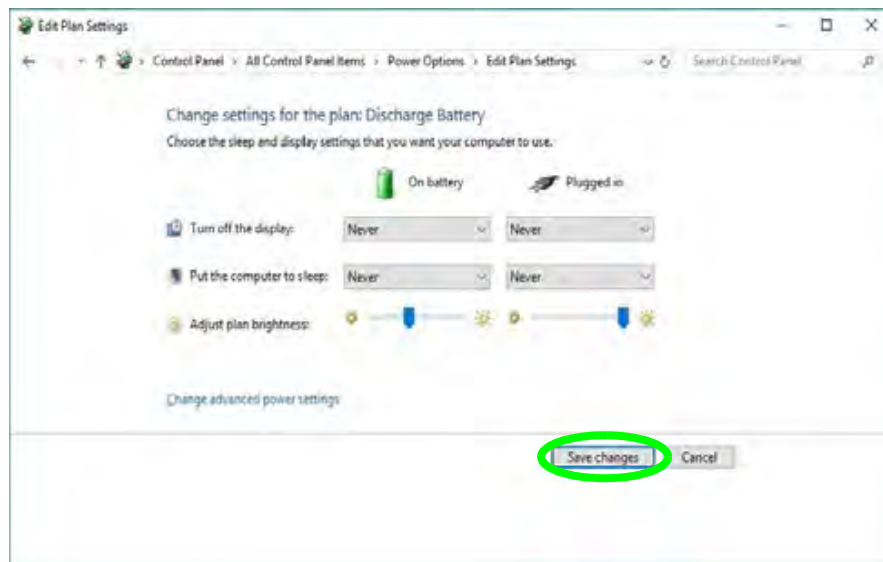 Edit Plan Settings
Control Panel > All Control Panel Items > Power Options > Edit Plan Settings Search Control Panel
Change settings for the plan: Discharge Battery
Choose the sleep and display settings that you want your computer to use.
On battery Plugged in
Turn off the display: Never Never
Put the computer to sleep: Never Never
Adjust plan brightness:
Change advanced power settings
Save changes Cancel